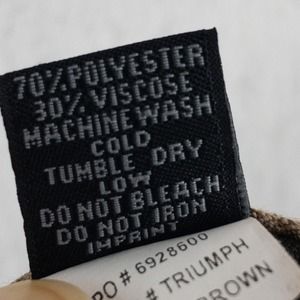 70% POLYESTER
30% VISCOSE
MACHINE WASH
COLD
TUMBLE DRY
LOW
DO NOT BLEACH
DO NOT IRON
IMPRINT
PO # 6928600
# TRIUMPH
BROWN